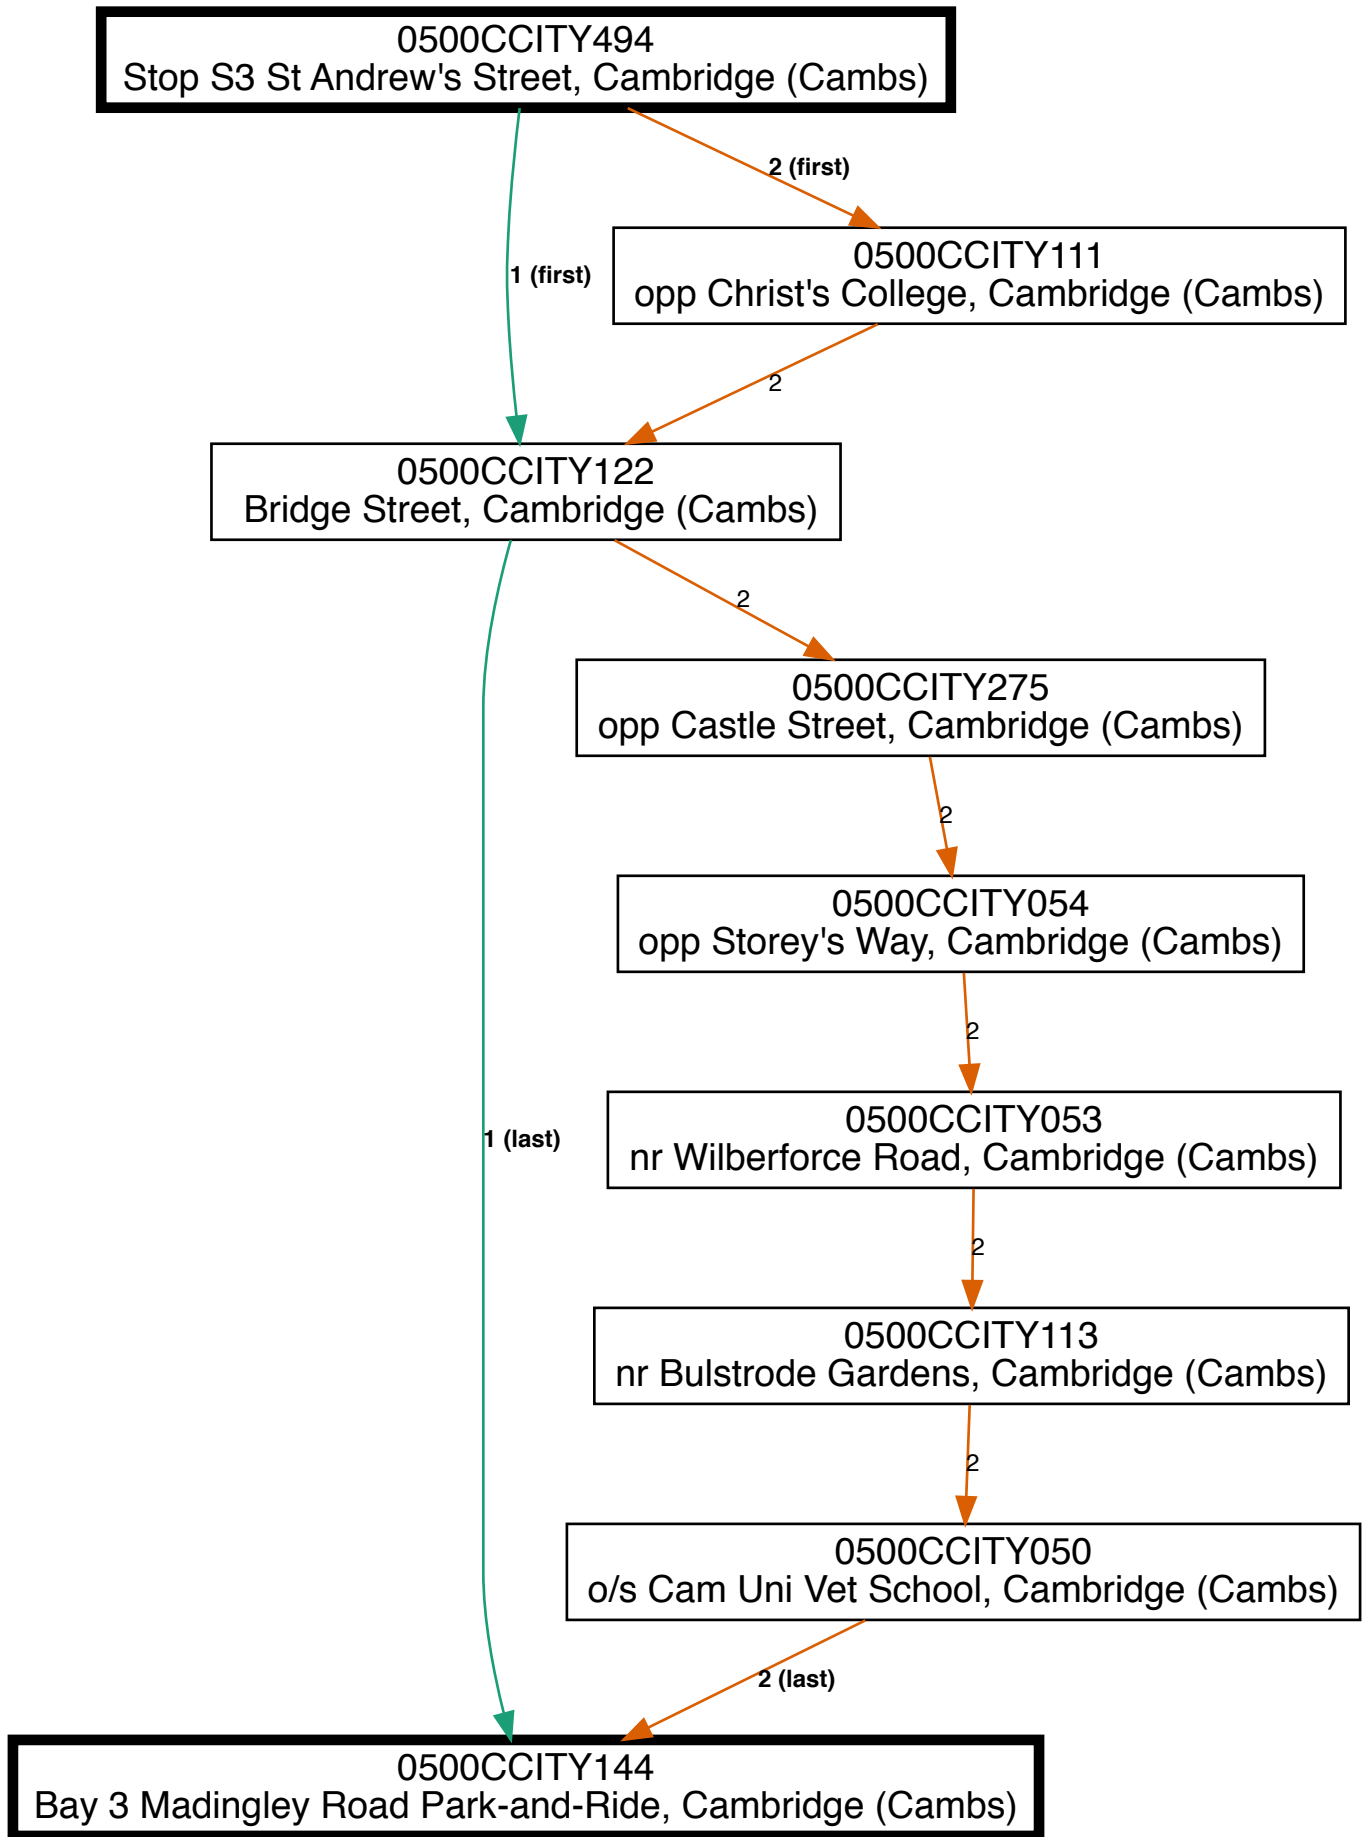 0500CCITY494
Stop S3 St Andrew's Street, Cambridge (Cambs)
2 (first)
1 (first)
0500CCITY111
opp Christ's College, Cambridge (Cambs)
2
0500CCITY122
Bridge Street, Cambridge (Cambs)
2
0500CCITY275
opp Castle Street, Cambridge (Cambs)
2
0500CCITY054
opp Storey's Way, Cambridge (Cambs)
2
0500CCITY053
nr Wilberforce Road, Cambridge (Cambs)
1 (last)
2
0500CCITY113
nr Bulstrode Gardens, Cambridge (Cambs)
2
0500CCITY050
o/s Cam Uni Vet School, Cambridge (Cambs)
2 (last)
0500CCITY144
Bay 3 Madingley Road Park-and-Ride, Cambridge (Cambs)